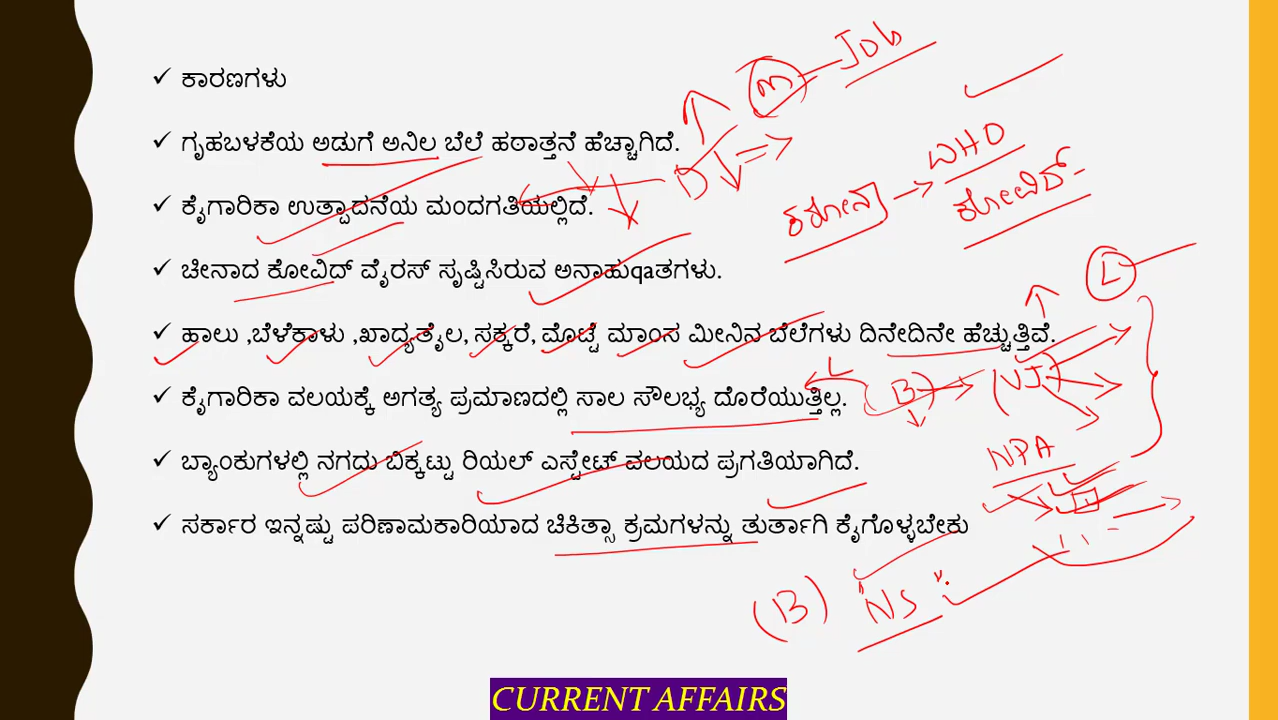 ಕಾರಣಗಳು
ಗೃಹಬಳಕೆಯ ಅಡುಗೆ ಅನಿಲ ಬೆಲೆ ಹಠಾತ್ತನೆ ಹೆಚ್ಚಾಗಿದೆ.
ಕೈಗಾರಿಕಾ ಉತ್ಪಾದನೆಯ ಮಂದಗತಿಯಲ್ಲಿದೆ.
ಚೀನಾದ ಕೋವಿದ್ ವೈರಸ್ ಸೃಷ್ಟಿಸಿರುವ ಅನಾಹುqaತಗಳು.
ಹಾಲು ,ಬೆಳೆಕಾಳು ,ಖಾದ್ಯತೈಲ, ಸಕ್ಕರೆ, ಮೊಟ್ಟೆ ಮಾಂಸ ಮೀನಿನ ಬೆಲೆಗಳು ದಿನೇದಿನೇ ಹೆಚ್ಚುತ್ತಿವೆ.
ಕೈಗಾರಿಕಾ ವಲಯಕ್ಕೆ ಅಗತ್ಯ ಪ್ರಮಾಣದಲ್ಲಿ ಸಾಲ ಸೌಲಭ್ಯ ದೊರೆಯುತ್ತಿಲ್ಲ.
ಬ್ಯಾಂಕುಗಳಲ್ಲಿ ನಗದು ಬಿಕ್ಕಟ್ಟು ರಿಯಲ್ ಎಸ್ಟೇಟ್ ವಲಯದ ಪ್ರಗತಿಯಾಗಿದೆ.
ಸರ್ಕಾರ ಇನ್ನಷ್ಟು ಪರಿಣಾಮಕಾರಿಯಾದ ಚಿಕಿತ್ಸಾ ಕ್ರಮಗಳನ್ನು ತುರ್ತಾಗಿ ಕೈಗೊಳ್ಳಬೇಕು
M Job
D
WHO
ಕೋವಿದ್
L
L (B) (NJ)
NPA
(B) "NS"
CURRENT AFFAIRS